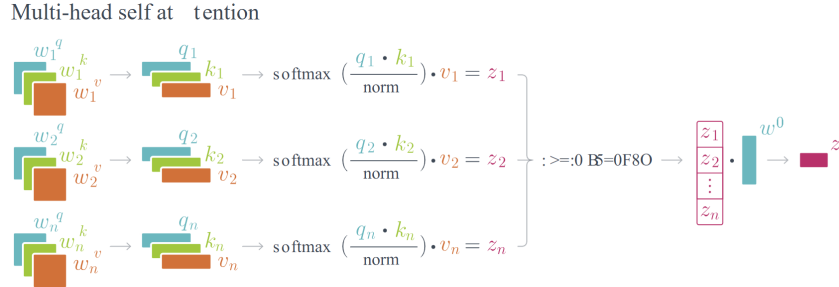 Multi-head self at tention
w₁q w₁k w₁v q₁ k₁ v₁ softmax (q₁ • k₁ / norm) • v₁ = z₁
w₂q w₂k w₂v q₂ k₂ v₂ softmax (q₂ • k₂ / norm) • v₂ = z₂
: >=:0 B5=0F8O
z₁ z₂ ⋮ zₙ • w⁰ z
wₙq wₙk wₙv qₙ kₙ vₙ softmax (qₙ • kₙ / norm) • vₙ = zₙ